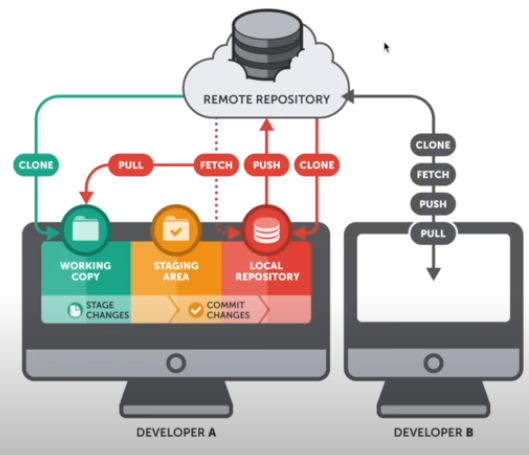 REMOTE REPOSITORY
CLONE
PULL
FETCH
PUSH
CLONE
CLONE
FETCH
PUSH
PULL
WORKING
COPY
STAGING
AREA
LOCAL
REPOSITORY
STAGE
CHANGES
COMMIT
CHANGES
DEVELOPER A
DEVELOPER B